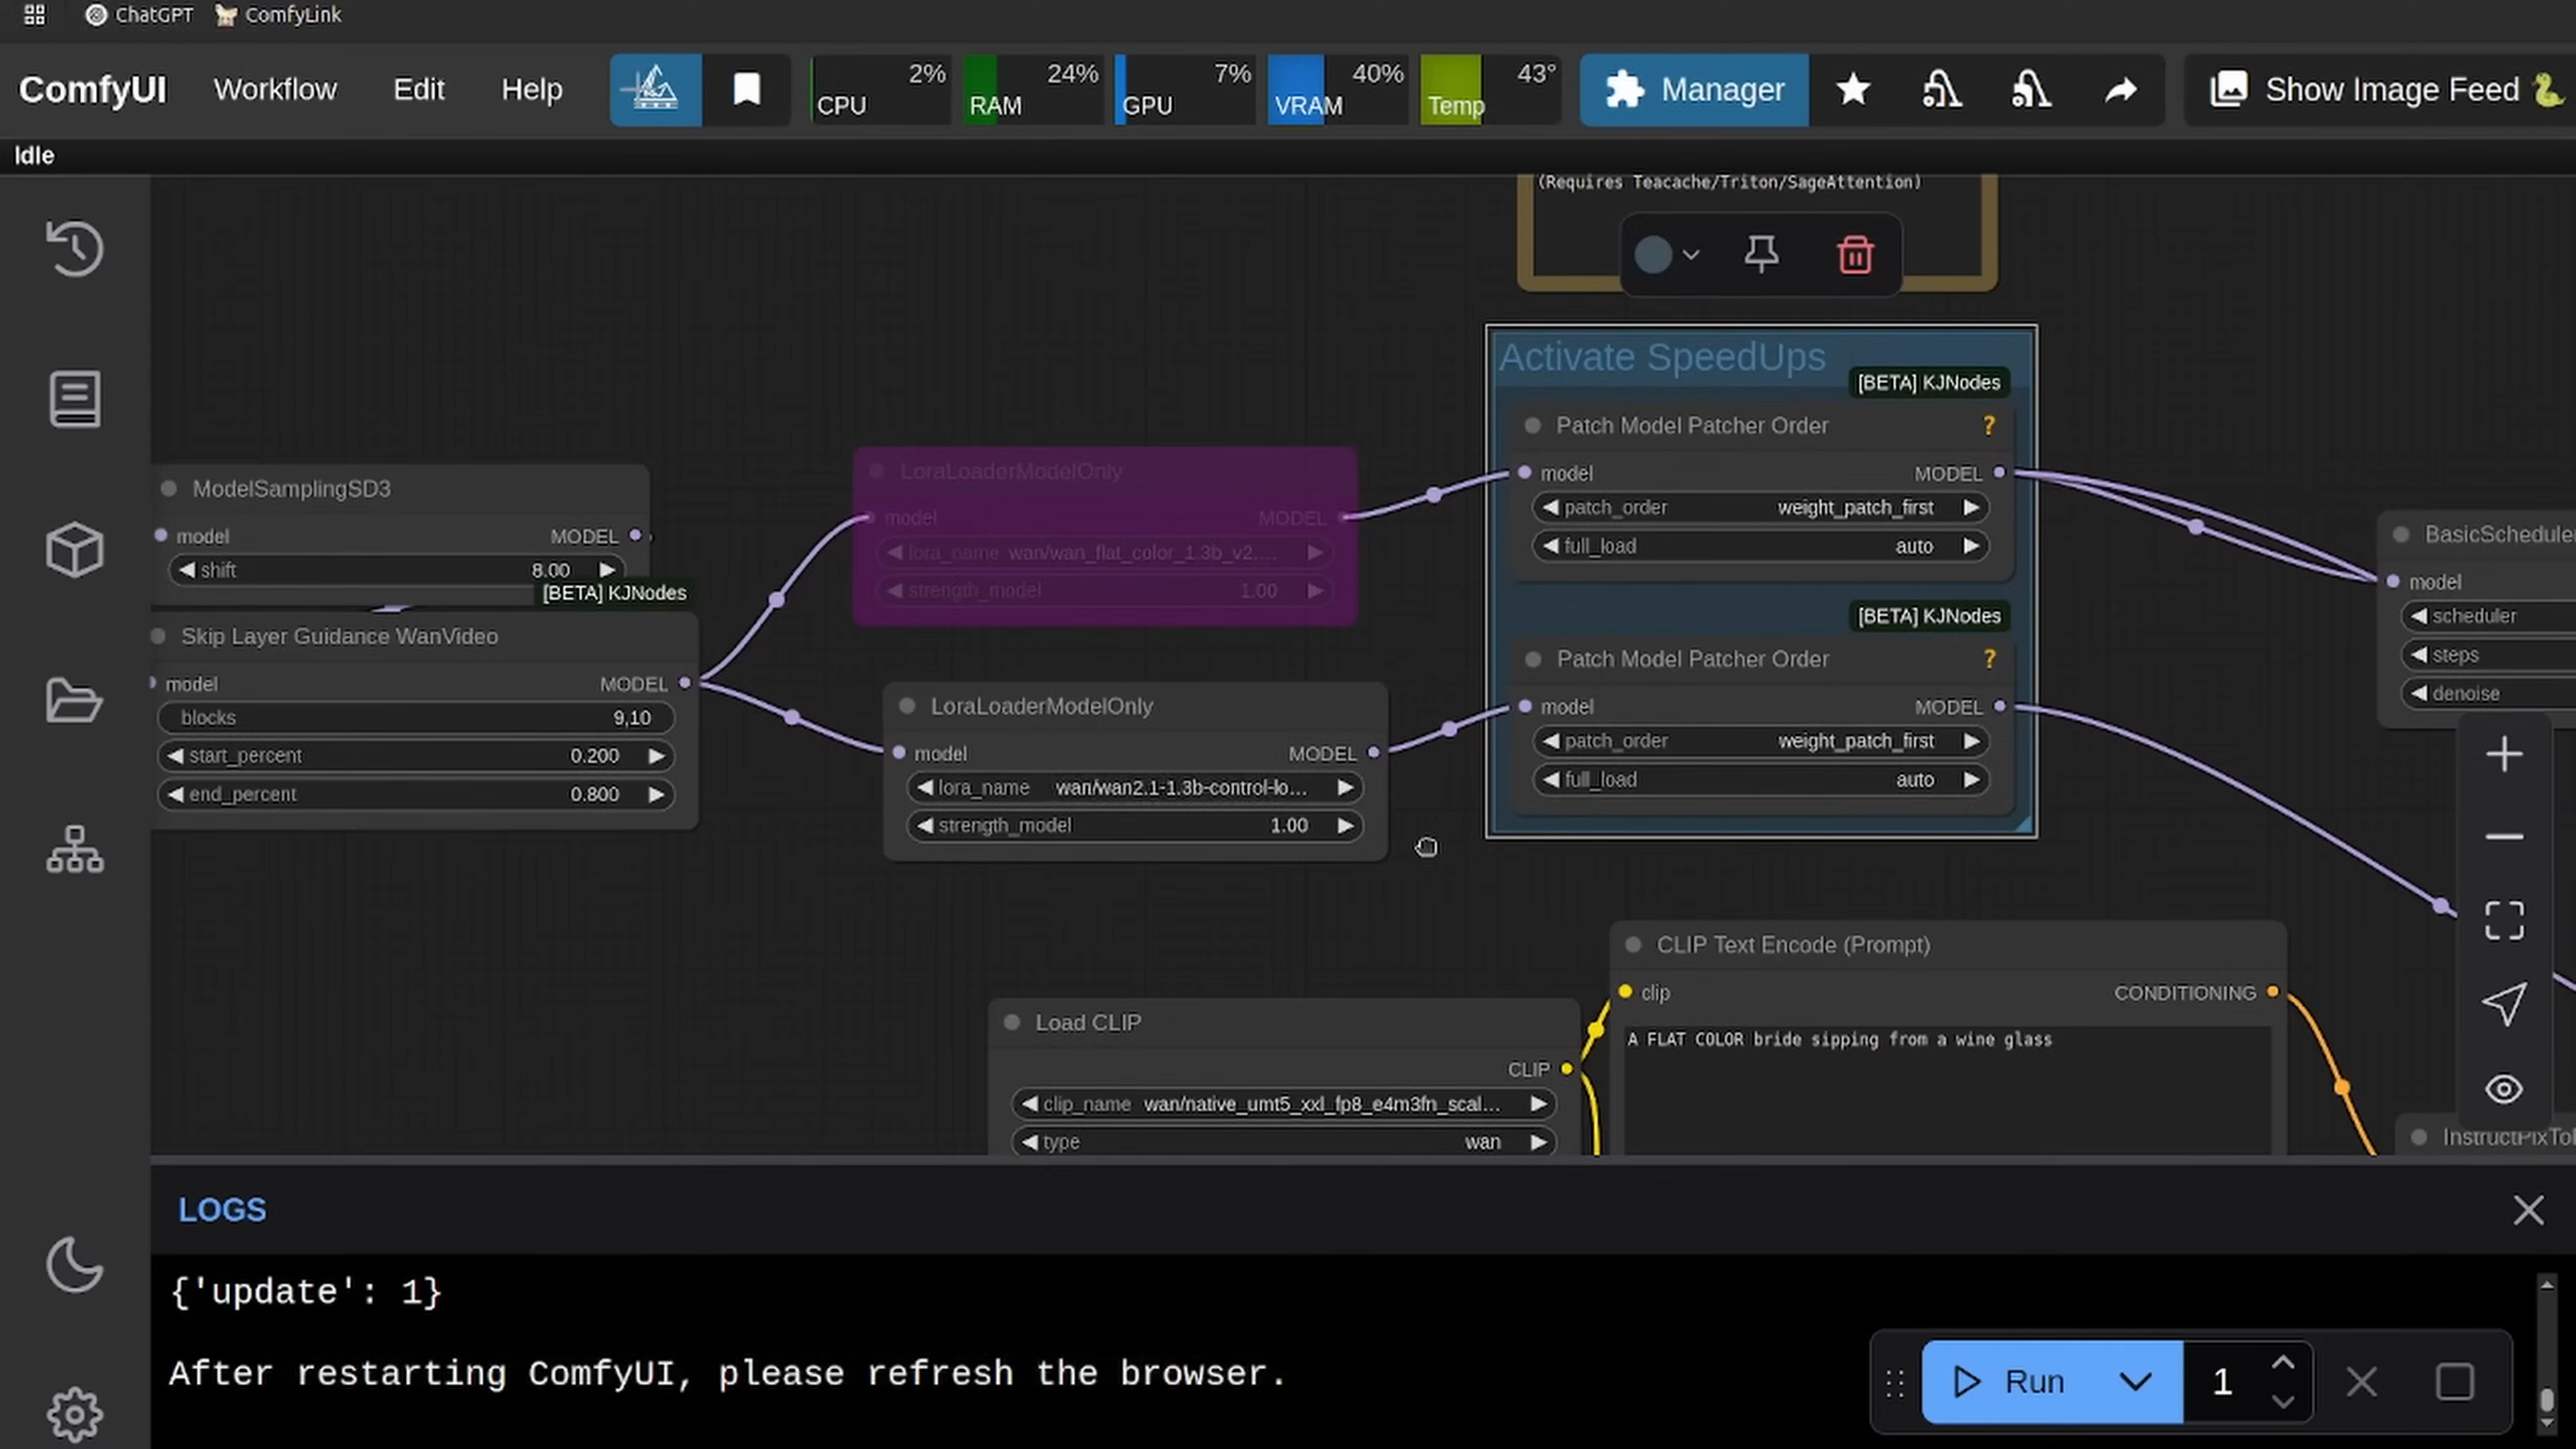 ChatGPT ComfyLink
ComfyUI Workflow Edit Help
CPU 2% RAM 24% GPU 7% VRAM 40% Temp 43° Manager Show Image Feed 🐍
Idle
(Requires Teacache/Triton/SageAttention)
Activate SpeedUps
[BETA] KJNodes
Patch Model Patcher Order ?
model MODEL
patch_order weight_patch_first
full_load auto
[BETA] KJNodes
Patch Model Patcher Order ?
model MODEL
patch_order weight_patch_first
full_load auto
ModelSamplingSD3
model MODEL
shift 8.00
[BETA] KJNodes
Skip Layer Guidance WanVideo
model MODEL
blocks 9,10
start_percent 0.200
end_percent 0.800
LoraLoaderModelOnly
model MODEL
lora_name wan/wan_flat_color_1.3b_v2....
strength_model 1.00
LoraLoaderModelOnly
model MODEL
lora_name wan/wan2.1-1.3b-control-lo...
strength_model 1.00
BasicScheduler
model
scheduler
steps
denoise
Load CLIP
CLIP
clip_name wan/native_umt5_xxl_fp8_e4m3fn_scal...
type wan
CLIP Text Encode (Prompt)
clip CONDITIONING
A FLAT COLOR bride sipping from a wine glass
InstructPixTo
LOGS
{'update': 1}
After restarting ComfyUI, please refresh the browser.
Run 1